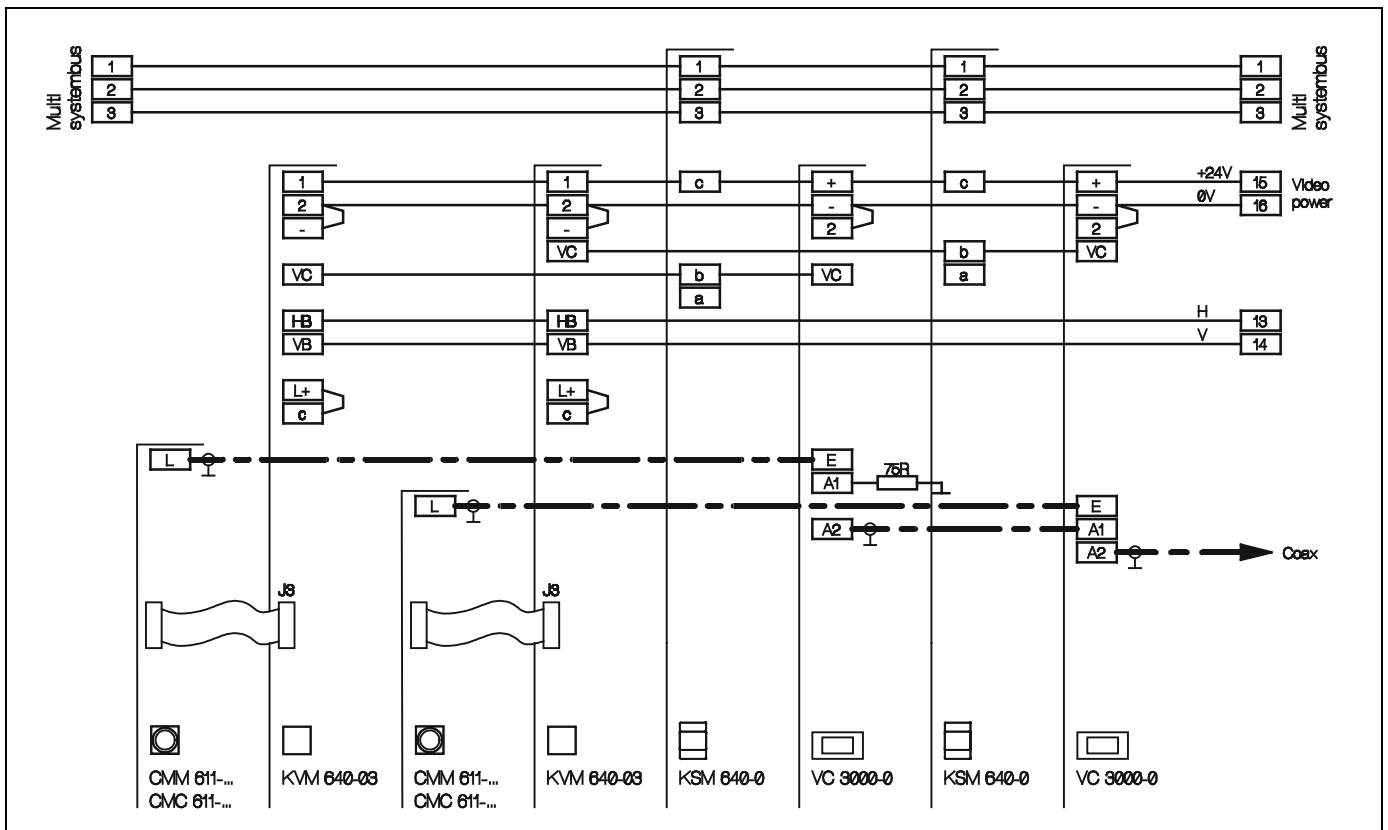 Multi
systembus
1 1 1 1
2 2 2 2
3 3 3 3
Multi
systembus
1 1 c + c + +24V 15
2 2 - - 0V 16
Video
power
- - 2 2
VC b VC
VC b VC a
a
HB HB H 13
VB VB V 14
L+ L+
c c
L E
A1 75R
L E
A2 A1
A2 Coax
J3 J3
CMM 611-... KVM 640-03 CMM 611-... KVM 640-03 KSM 640-0 VC 3000-0 KSM 640-0 VC 3000-0
CMC 611-... CMC 611-...